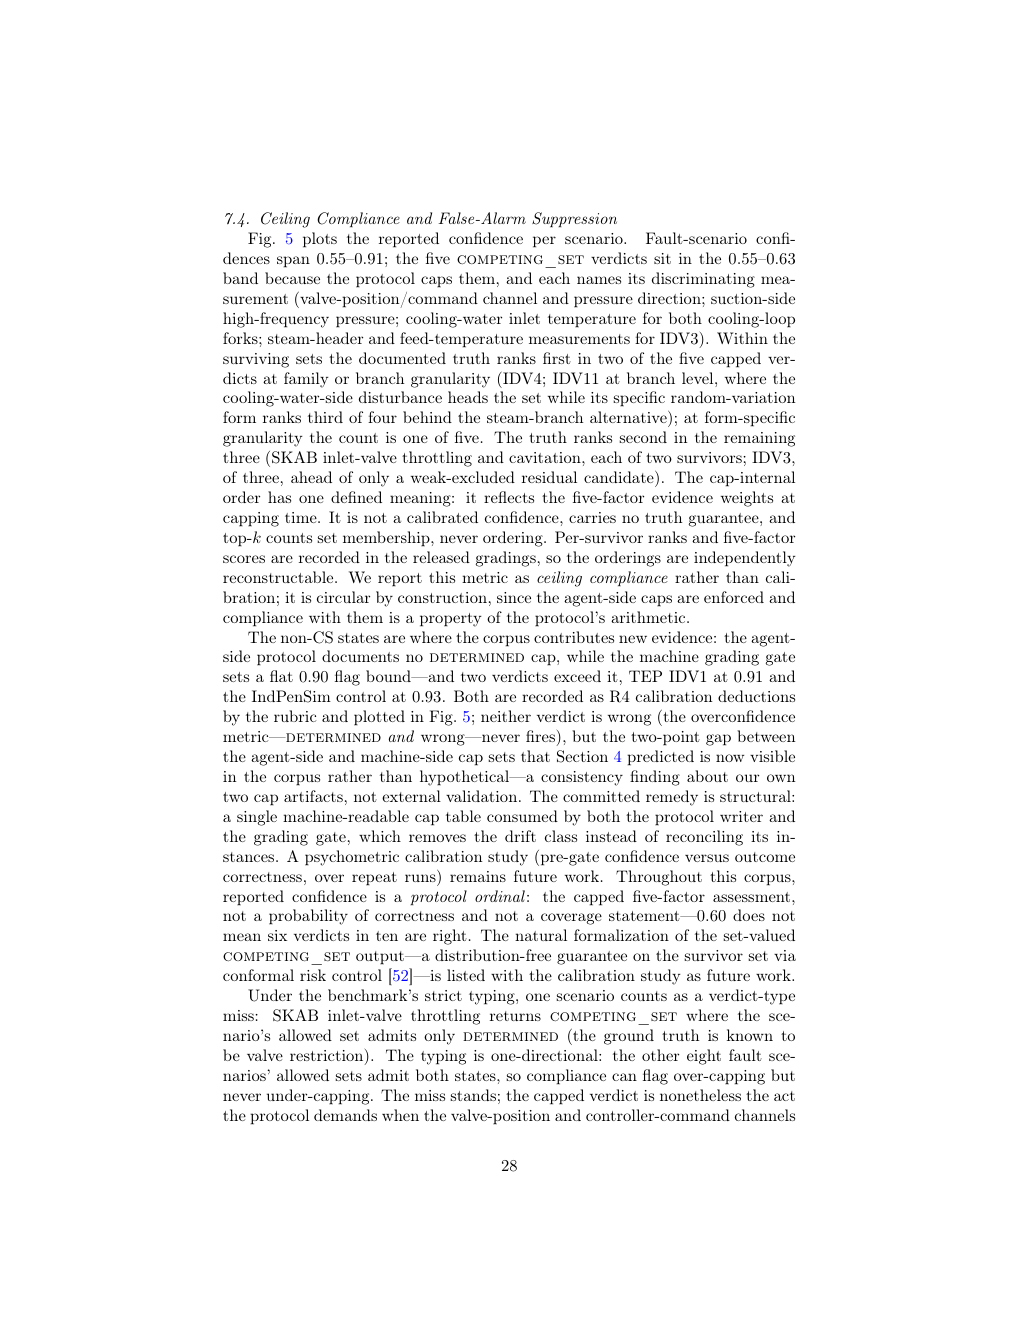 7.4. Ceiling Compliance and False-Alarm Suppression
Fig. 5 plots the reported confidence per scenario. Fault-scenario confi-
dences span 0.55–0.91; the five COMPETING_SET verdicts sit in the 0.55–0.63
band because the protocol caps them, and each names its discriminating mea-
surement (valve-position/command channel and pressure direction; suction-side
high-frequency pressure; cooling-water inlet temperature for both cooling-loop
forks; steam-header and feed-temperature measurements for IDV3). Within the
surviving sets the documented truth ranks first in two of the five capped ver-
dicts at family or branch granularity (IDV4; IDV11 at branch level, where the
cooling-water-side disturbance heads the set while its specific random-variation
form ranks third of four behind the steam-branch alternative); at form-specific
granularity the count is one of five. The truth ranks second in the remaining
three (SKAB inlet-valve throttling and cavitation, each of two survivors; IDV3,
of three, ahead of only a weak-excluded residual candidate). The cap-internal
order has one defined meaning: it reflects the five-factor evidence weights at
capping time. It is not a calibrated confidence, carries no truth guarantee, and
top-k counts set membership, never ordering. Per-survivor ranks and five-factor
scores are recorded in the released gradings, so the orderings are independently
reconstructable. We report this metric as ceiling compliance rather than cali-
bration; it is circular by construction, since the agent-side caps are enforced and
compliance with them is a property of the protocol's arithmetic.
The non-CS states are where the corpus contributes new evidence: the agent-
side protocol documents no DETERMINED cap, while the machine grading gate
sets a flat 0.90 flag bound—and two verdicts exceed it, TEP IDV1 at 0.91 and
the IndPenSim control at 0.93. Both are recorded as R4 calibration deductions
by the rubric and plotted in Fig. 5; neither verdict is wrong (the overconfidence
metric—DETERMINED and wrong—never fires), but the two-point gap between
the agent-side and machine-side cap sets that Section 4 predicted is now visible
in the corpus rather than hypothetical—a consistency finding about our own
two cap artifacts, not external validation. The committed remedy is structural:
a single machine-readable cap table consumed by both the protocol writer and
the grading gate, which removes the drift class instead of reconciling its in-
stances. A psychometric calibration study (pre-gate confidence versus outcome
correctness, over repeat runs) remains future work. Throughout this corpus,
reported confidence is a protocol ordinal: the capped five-factor assessment,
not a probability of correctness and not a coverage statement—0.60 does not
mean six verdicts in ten are right. The natural formalization of the set-valued
COMPETING_SET output—a distribution-free guarantee on the survivor set via
conformal risk control [52]—is listed with the calibration study as future work.
Under the benchmark's strict typing, one scenario counts as a verdict-type
miss: SKAB inlet-valve throttling returns COMPETING_SET where the sce-
nario's allowed set admits only DETERMINED (the ground truth is known to
be valve restriction). The typing is one-directional: the other eight fault sce-
narios' allowed sets admit both states, so compliance can flag over-capping but
never under-capping. The miss stands; the capped verdict is nonetheless the act
the protocol demands when the valve-position and controller-command channels
28